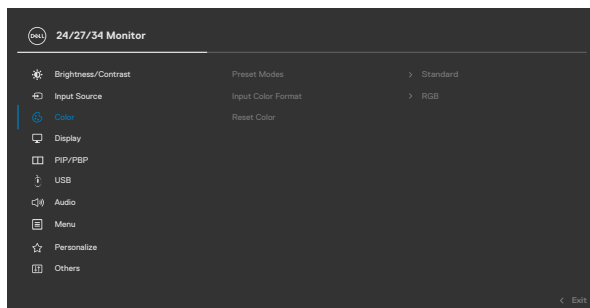 DELL 24/27/34 Monitor
Brightness/Contrast Preset Modes > Standard
Input Source Input Color Format > RGB
Color Reset Color
Display
PIP/PBP
USB
Audio
Menu
Personalize
Others
< Exit